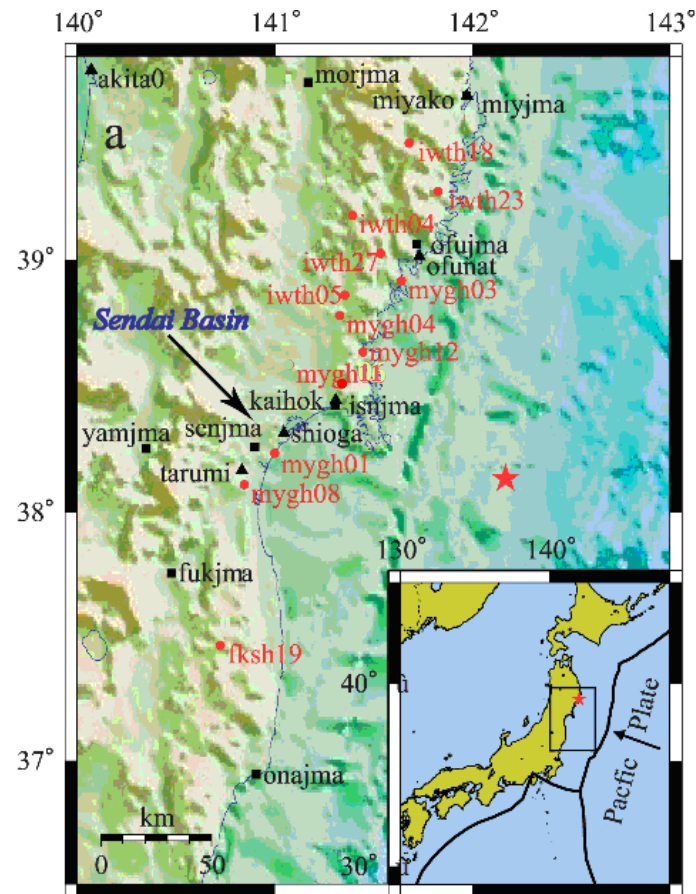 140°
141°
142°
143°
akita0
morjma
miyako
miyjma
a
iwth18
iwth23
iwth04
ofujma
39°
iwth27
ofunat
iwth05
mygh03
Sendai Basin
mygh04
mygh12
mygh11
kaihok
isnjma
senjma
shioga
yamjma
mygh01
tarumi
mygh08
38°
130°
140°
fukjma
fksh19
40°
û
Plate
Pacfic
37°
onajma
km
0
50
30°
û